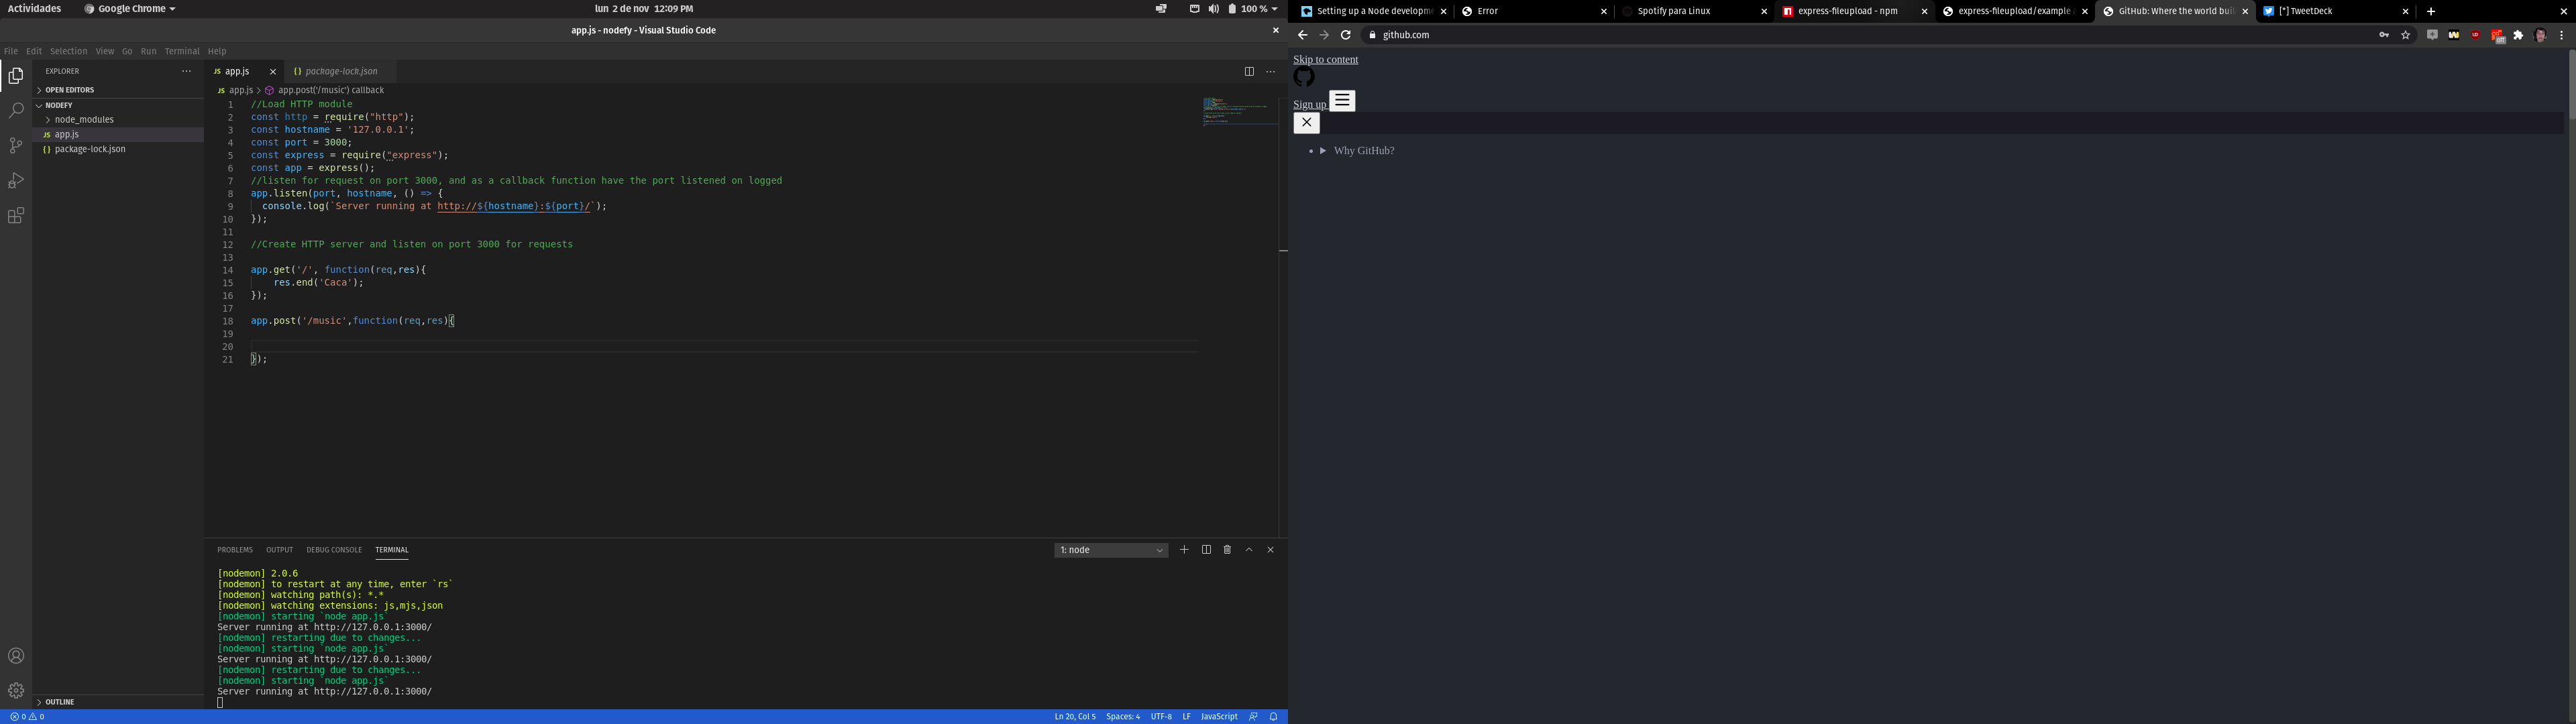 Actividades
Google Chrome
lun 2 de nov 12:09 PM
100 %
app.js - nodefy - Visual Studio Code
File Edit Selection View Go Run Terminal Help
EXPLORER
OPEN EDITORS
NODEFY
node_modules
JS app.js
{} package-lock.json
OUTLINE
JS app.js
{} package-lock.json
JS app.js > app.post('/music') callback
1 //Load HTTP module
2 const http = require("http");
3 const hostname = '127.0.0.1';
4 const port = 3000;
5 const express = require("express");
6 const app = express();
7 //listen for request on port 3000, and as a callback function have the port listened on logged
8 app.listen(port, hostname, () => {
9 console.log(`Server running at http://${hostname}:${port}/`);
10 });
11
12 //Create HTTP server and listen on port 3000 for requests
13
14 app.get('/', function(req,res){
15 res.end('Caca');
16 });
17
18 app.post('/music',function(req,res){
19
20
21 });
PROBLEMS OUTPUT DEBUG CONSOLE TERMINAL
1: node
[nodemon] 2.0.6
[nodemon] to restart at any time, enter `rs`
[nodemon] watching path(s): *.*
[nodemon] watching extensions: js,mjs,json
[nodemon] starting `node app.js`
Server running at http://127.0.0.1:3000/
[nodemon] restarting due to changes...
[nodemon] starting `node app.js`
Server running at http://127.0.0.1:3000/
[nodemon] restarting due to changes...
[nodemon] starting `node app.js`
Server running at http://127.0.0.1:3000/
0 0
Ln 20, Col 5 Spaces: 4 UTF-8 LF JavaScript
Setting up a Node developm
Error
Spotify para Linux
express-fileupload - npm
express-fileupload/example
GitHub: Where the world buil
[*] TweetDeck
github.com
Skip to content
Sign up
Why GitHub?